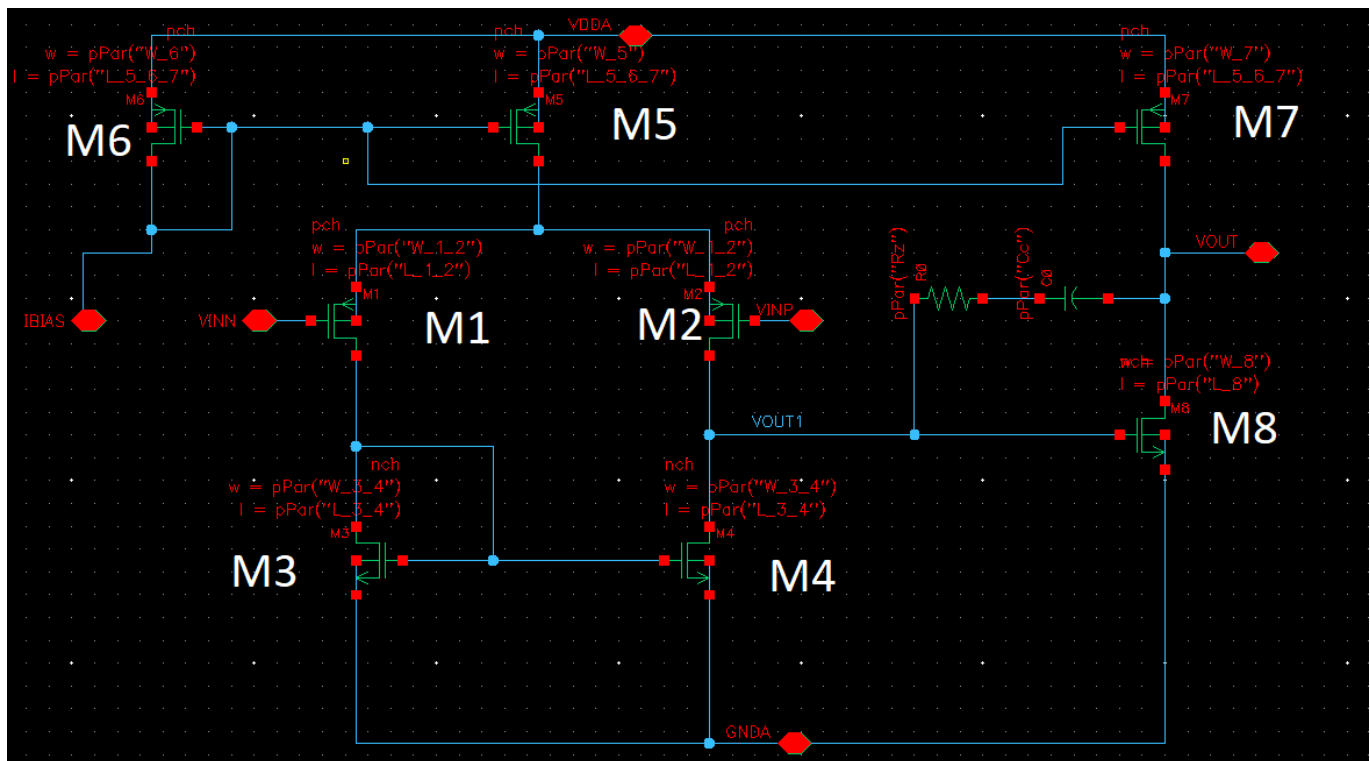 VDDA
pch
w = pPar("W_6")
l = pPar("L_5_6_7")
M6
M6
pch
w = pPar("W_5")
l = pPar("L_5_6_7")
M5
M5
pch
w = pPar("W_7")
l = pPar("L_5_6_7")
M7
M7
pch
w = pPar("W_1_2")
l = pPar("L_1_2")
M1
M1
pch
w = pPar("W_1_2")
l = pPar("L_1_2")
M2
M2
IBIAS
VINN
VINP
pPar("Rz")
R0
pPar("Cc")
C0
VOUT
VOUT1
w = pPar("W_8")
l = pPar("L_8")
M8
M8
nch
w = pPar("W_3_4")
l = pPar("L_3_4")
M3
M3
nch
w = pPar("W_3_4")
l = pPar("L_3_4")
M4
M4
GNDA